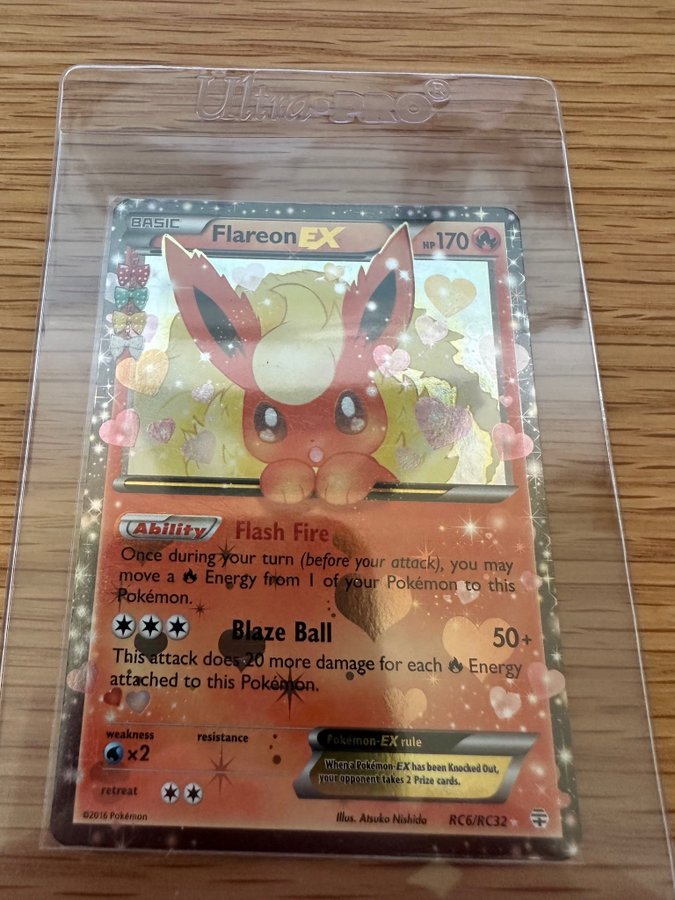 Ultra·PRO®
BASIC Flareon EX HP 170
Ability Flash Fire
Once during your turn (before your attack), you may
move a Energy from 1 of your Pokémon to this
Pokémon.
Blaze Ball 50+
This attack does 20 more damage for each Energy
attached to this Pokémon.
weakness resistance
×2
Pokémon-EX rule
When a Pokémon-EX has been Knocked Out,
your opponent takes 2 Prize cards.
retreat
©2016 Pokémon Illus. Atsuko Nishida RC6/RC32